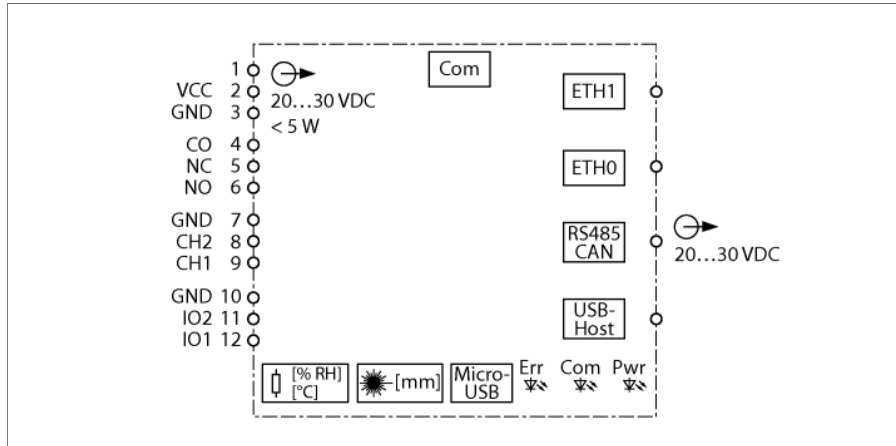 Com
1
VCC 2
GND 3
20...30 VDC
< 5 W
CO 4
NC 5
NO 6
GND 7
CH2 8
CH1 9
GND 10
IO2 11
IO1 12
ETH1
ETH0
RS485
CAN
20...30 VDC
USB-
Host
[% RH]
[°C]
[mm]
Micro-
USB
Err Com Pwr